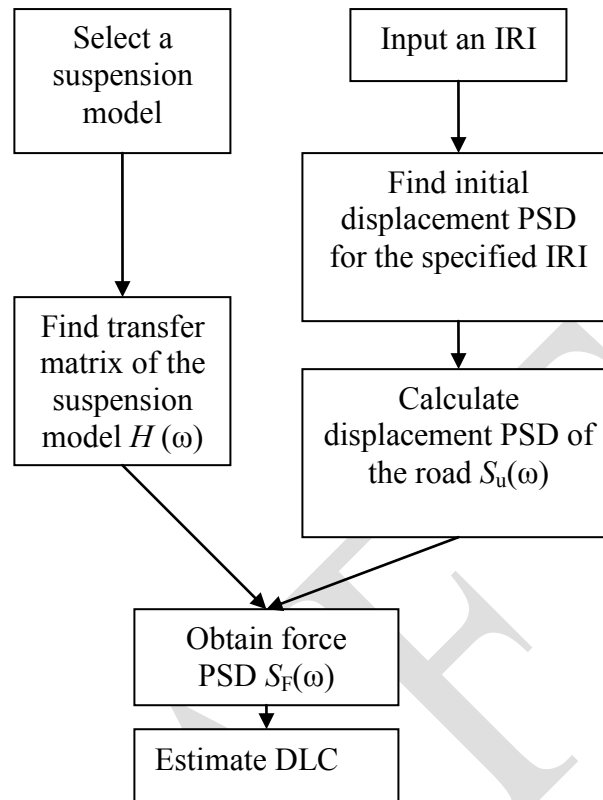 Select a
suspension
model
Input an IRI
Find initial
displacement PSD
for the specified IRI
Find transfer
matrix of the
suspension
model H (ω)
Calculate
displacement PSD of
the road Su(ω)
Obtain force
PSD SF(ω)
Estimate DLC